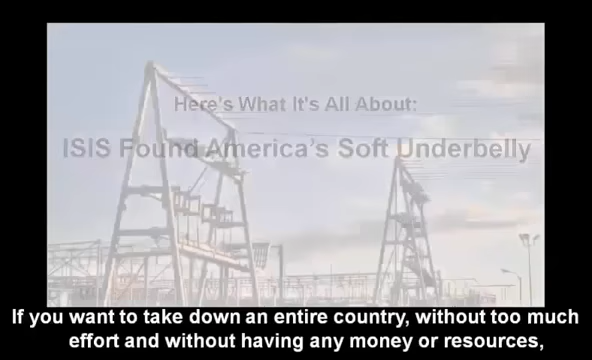 Here's What It's All About:
ISIS Found America's Soft Underbelly
If you want to take down an entire country, without too much
effort and without having any money or resources,